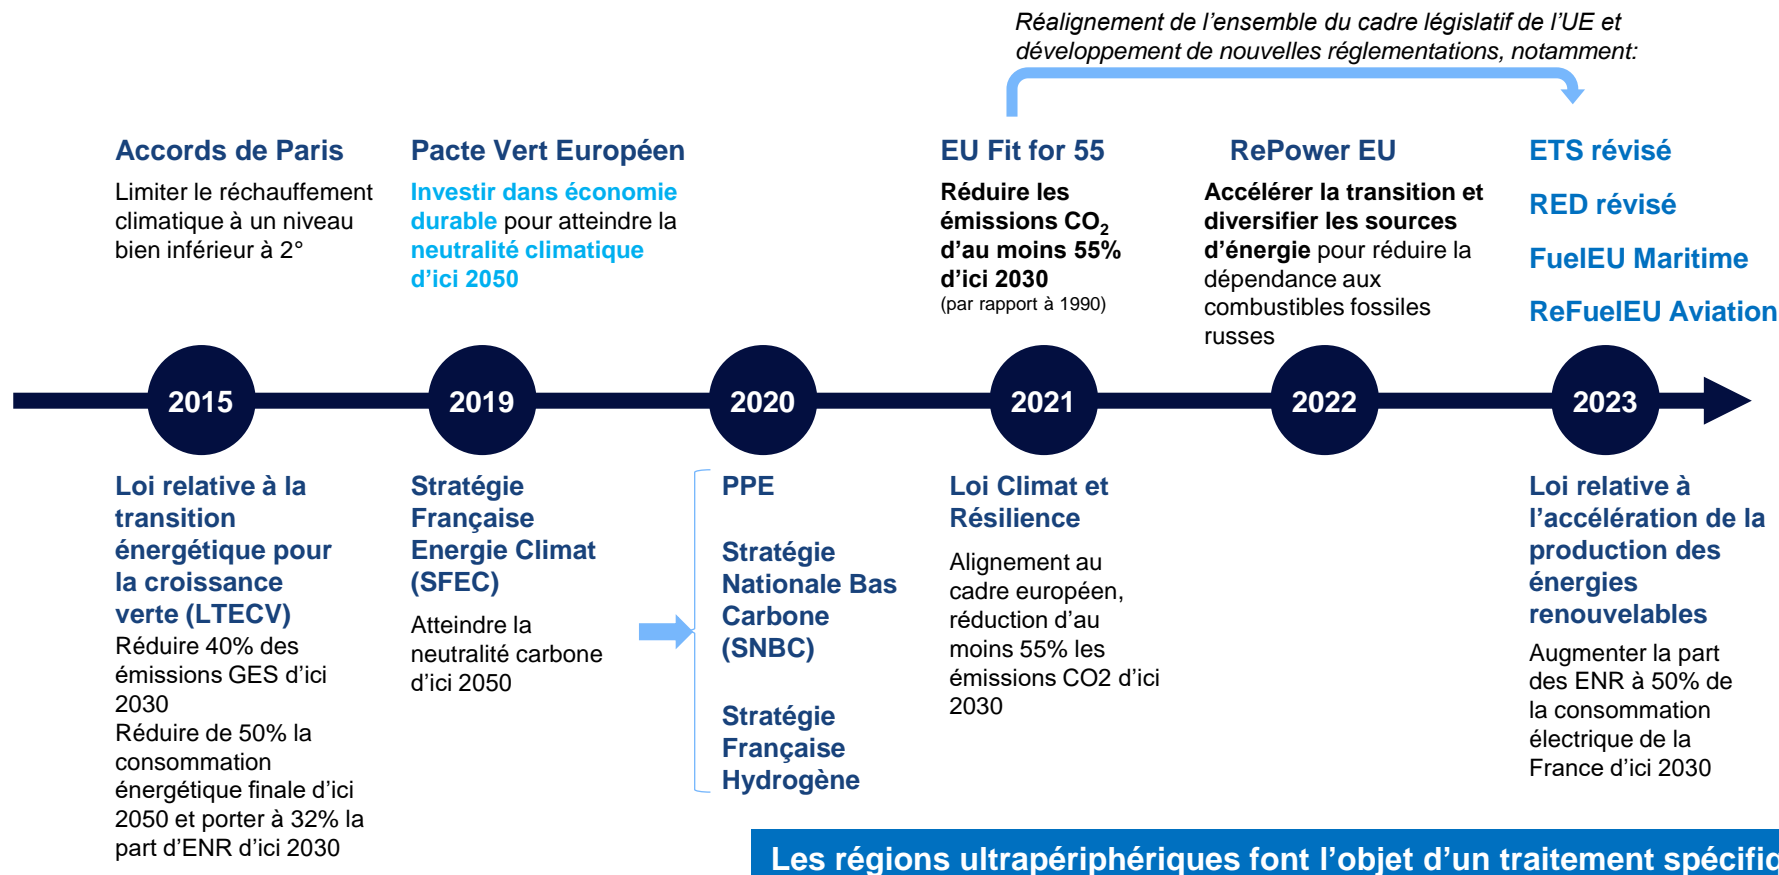 Réalignement de l’ensemble du cadre législatif de l’UE et
développement de nouvelles réglementations, notamment:
Accords de Paris
Limiter le réchauffement
climatique à un niveau
bien inférieur à 2°
Pacte Vert Européen
Investir dans économie
durable pour atteindre la
neutralité climatique
d’ici 2050
EU Fit for 55
Réduire les
émissions CO2
d’au moins 55%
d’ici 2030
(par rapport à 1990)
RePower EU
Accélérer la transition et
diversifier les sources
d’énergie pour réduire la
dépendance aux
combustibles fossiles
russes
ETS révisé
RED révisé
FuelEU Maritime
ReFuelEU Aviation
2015
2019
2020
2021
2022
2023
Loi relative à la
transition
énergétique pour
la croissance
verte (LTECV)
Réduire 40% des
émissions GES d’ici
2030
Réduire de 50% la
consommation
énergétique finale d’ici
2050 et porter à 32% la
part d’ENR d’ici 2030
Stratégie
Française
Energie Climat
(SFEC)
Atteindre la
neutralité carbone
d’ici 2050
PPE
Stratégie
Nationale Bas
Carbone
(SNBC)
Stratégie
Française
Hydrogène
Loi Climat et
Résilience
Alignement au
cadre européen,
réduction d’au
moins 55% les
émissions CO2 d’ici
2030
Loi relative à
l’accélération de la
production des
énergies
renouvelables
Augmenter la part
des ENR à 50% de
la consommation
électrique de la
France d’ici 2030
Les régions ultrapériphériques font l’objet d’un traitement